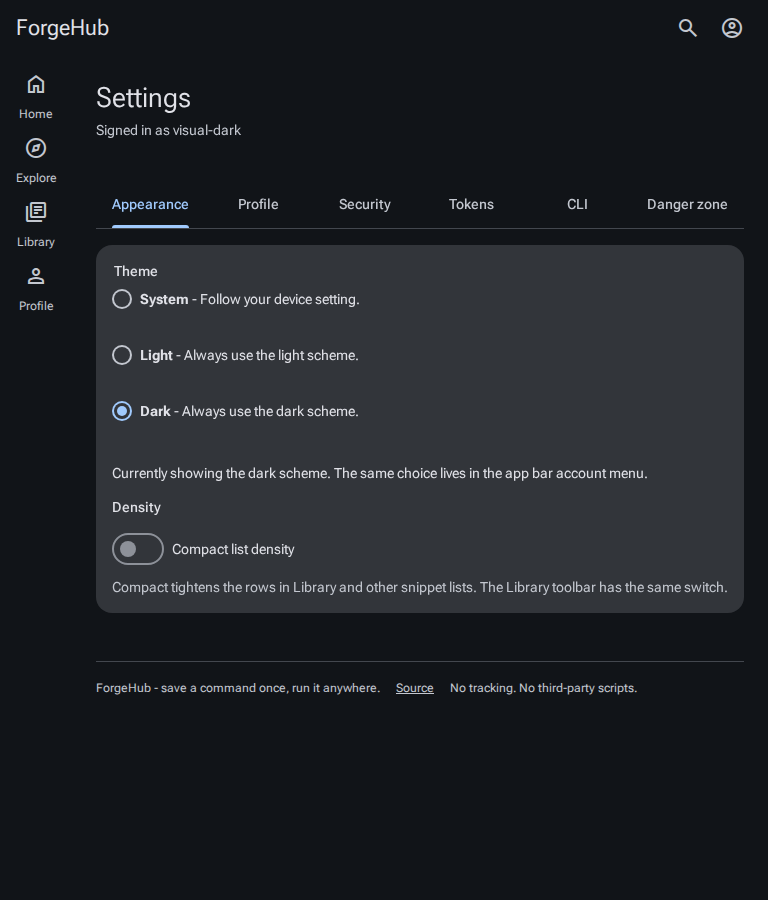 ForgeHub
Home
Explore
Library
Profile
Settings
Signed in as visual-dark
Appearance Profile Security Tokens CLI Danger zone
Theme
System - Follow your device setting.
Light - Always use the light scheme.
Dark - Always use the dark scheme.
Currently showing the dark scheme. The same choice lives in the app bar account menu.
Density
Compact list density
Compact tightens the rows in Library and other snippet lists. The Library toolbar has the same switch.
ForgeHub - save a command once, run it anywhere. Source No tracking. No third-party scripts.